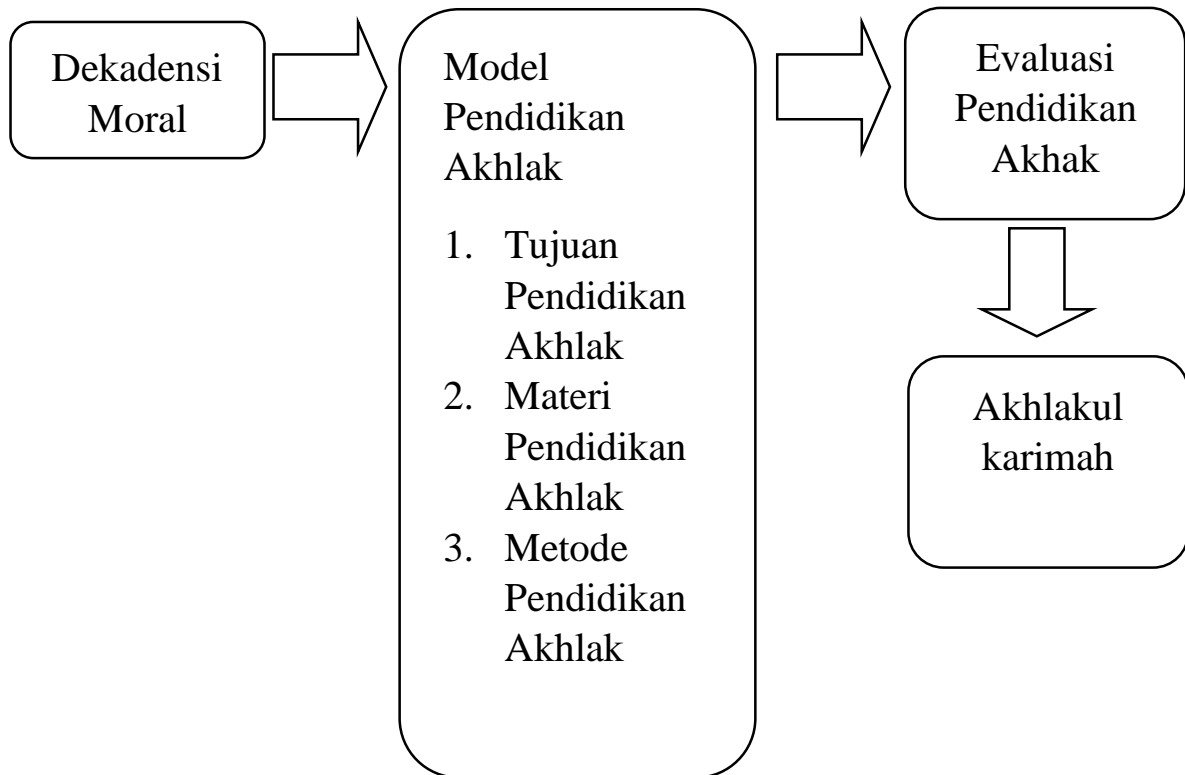 Dekadensi
Moral
Model
Pendidikan
Akhlak
1. Tujuan
Pendidikan
Akhlak
2. Materi
Pendidikan
Akhlak
3. Metode
Pendidikan
Akhlak
Evaluasi
Pendidikan
Akhak
Akhlakul
karimah